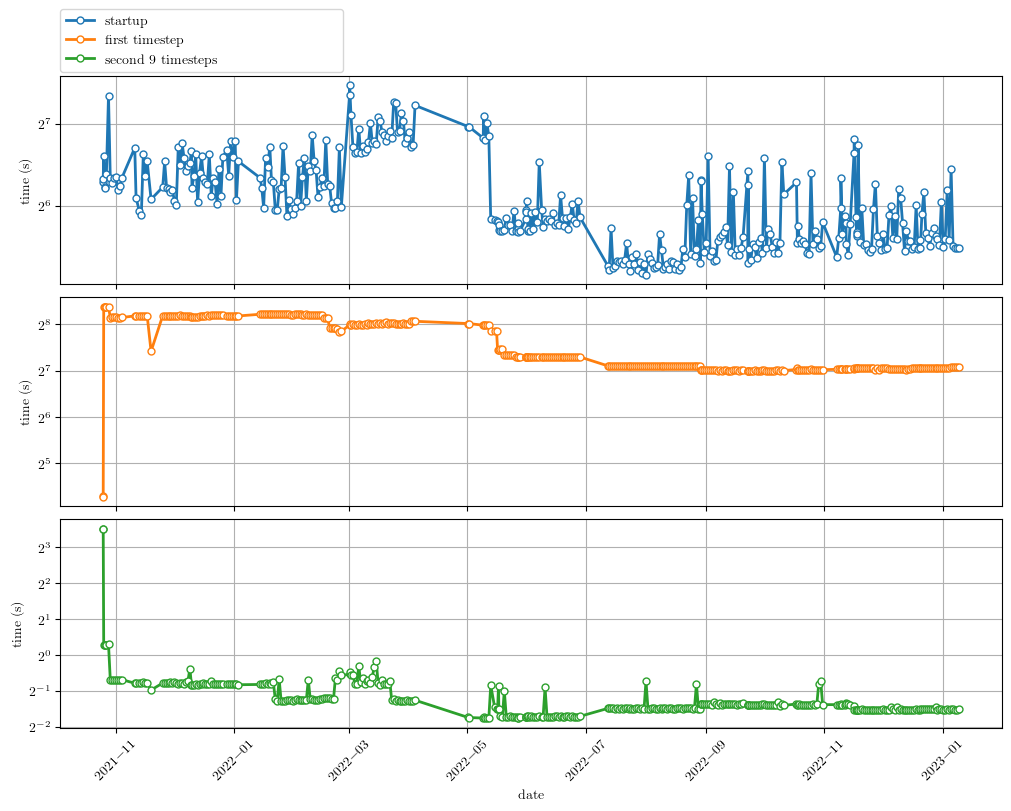 startup
first timestep
second 9 timesteps
2^7
2^6
time (s)
2^8
2^7
2^6
2^5
time (s)
2^3
2^2
2^1
2^0
2^−1
2^−2
time (s)
2021−11
2022−01
2022−03
2022−05
2022−07
2022−09
2022−11
2023−01
date